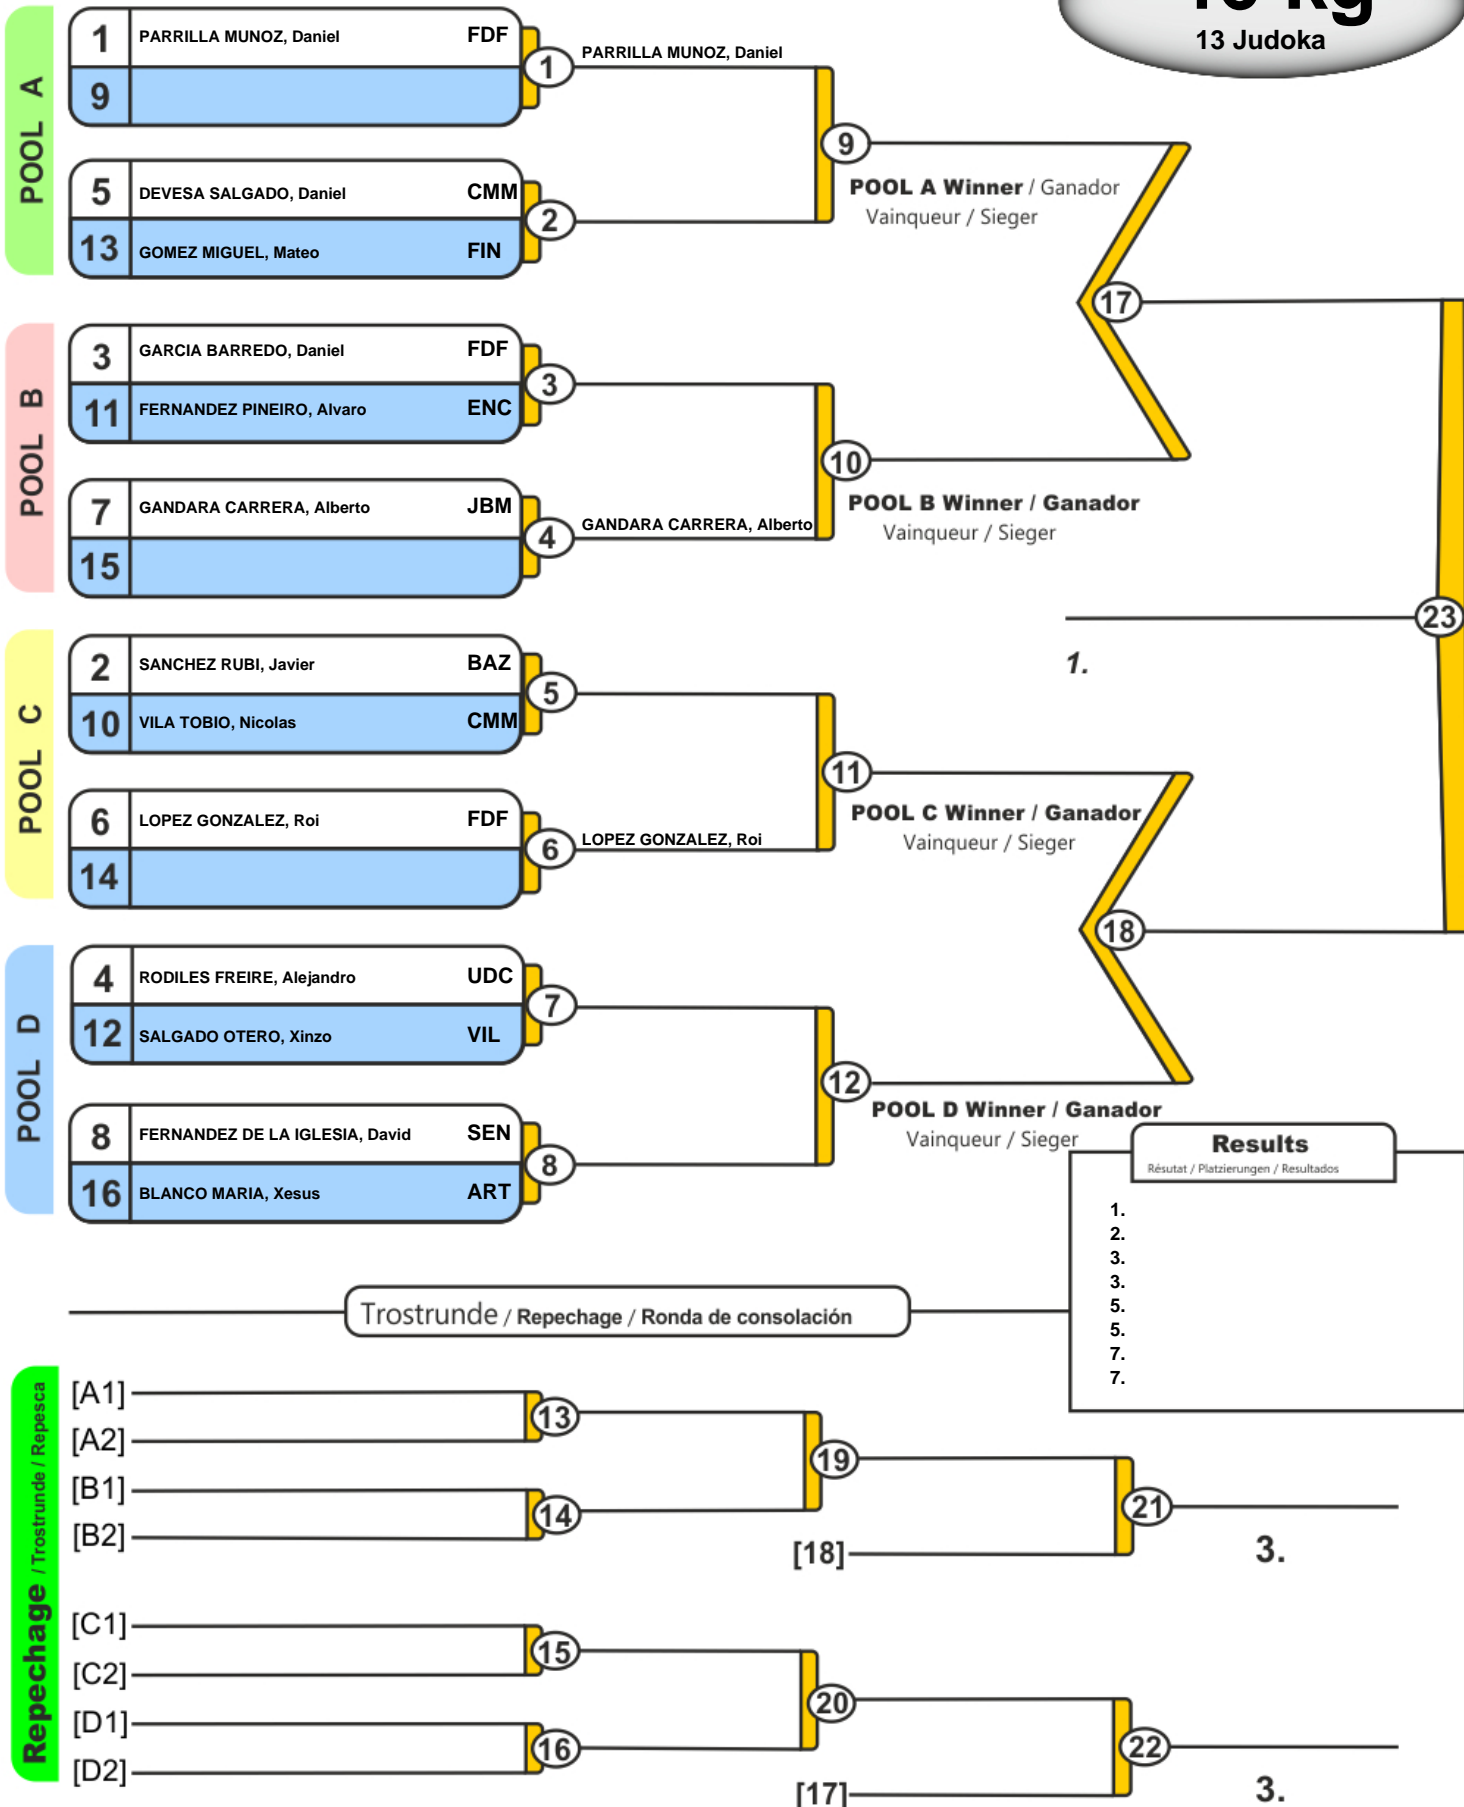 kg
13 Judoka
POOL A
1 PARRILLA MUNOZ, Daniel FDF
9
1
PARRILLA MUNOZ, Daniel
5 DEVESA SALGADO, Daniel CMM
13 GOMEZ MIGUEL, Mateo FIN
2
9
POOL A Winner / Ganador
Vainqueur / Sieger
17
POOL B
3 GARCIA BARREDO, Daniel FDF
11 FERNANDEZ PINEIRO, Alvaro ENC
3
7 GANDARA CARRERA, Alberto JBM
15
4
GANDARA CARRERA, Alberto
10
POOL B Winner / Ganador
Vainqueur / Sieger
23
1.
POOL C
2 SANCHEZ RUBI, Javier BAZ
10 VILA TOBIO, Nicolas CMM
5
6 LOPEZ GONZALEZ, Roi FDF
14
6
LOPEZ GONZALEZ, Roi
11
POOL C Winner / Ganador
Vainqueur / Sieger
18
POOL D
4 RODILES FREIRE, Alejandro UDC
12 SALGADO OTERO, Xinzo VIL
7
8 FERNANDEZ DE LA IGLESIA, David SEN
16 BLANCO MARIA, Xesus ART
8
12
POOL D Winner / Ganador
Vainqueur / Sieger
Results
Résutat / Platzierungen / Resultados
1.
2.
3.
3.
5.
5.
7.
7.
Trostrunde / Repechage / Ronda de consolación
Repechage / Trostrunde / Repesca
[A1]
[A2]
13
[B1]
[B2]
14
19
[18]
21
3.
[C1]
[C2]
15
[D1]
[D2]
16
20
[17]
22
3.